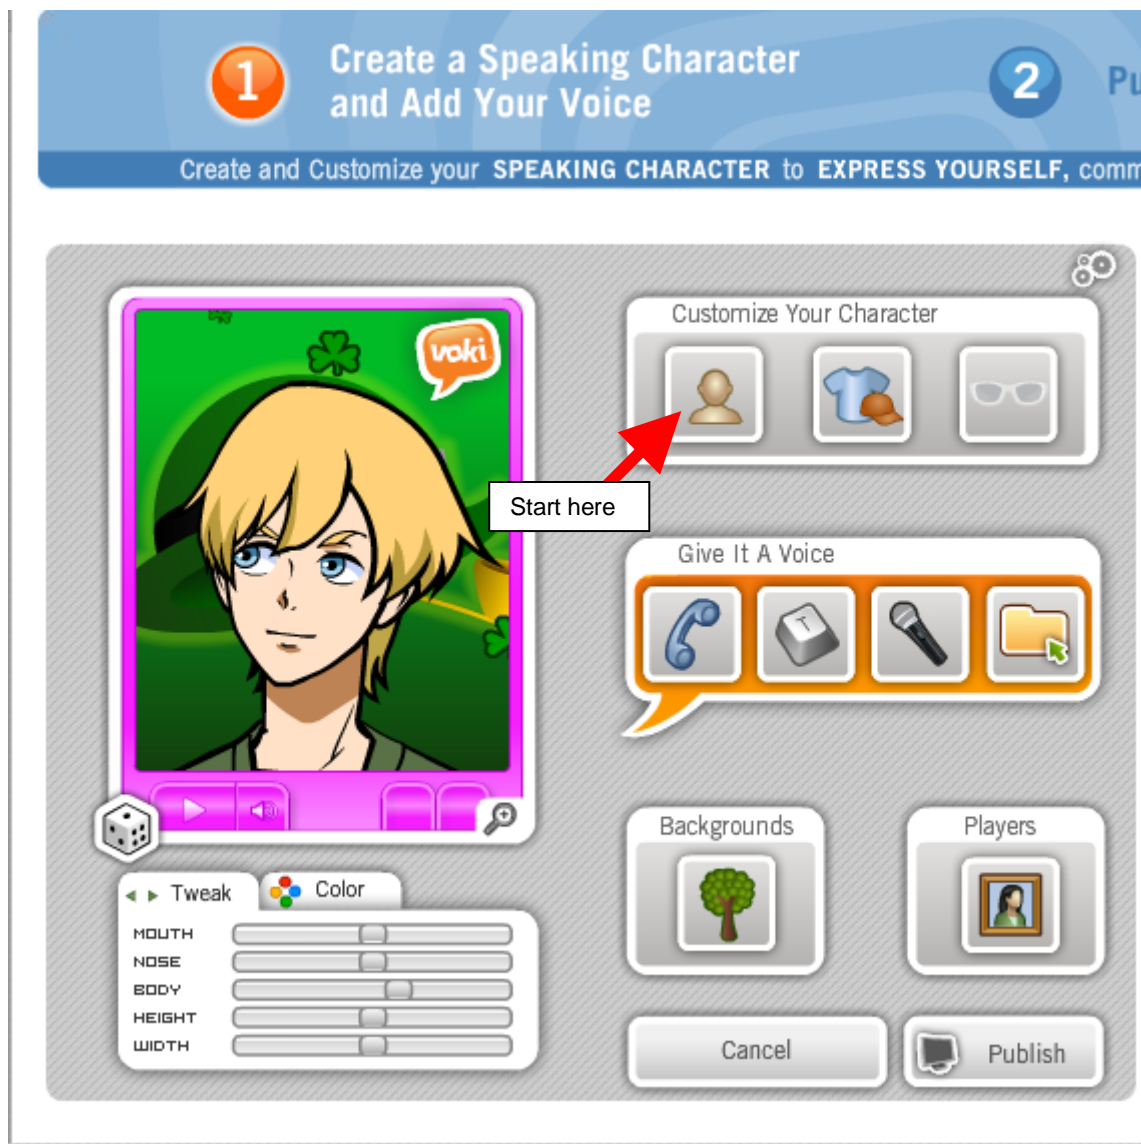 1
Create a Speaking Character
and Add Your Voice
2
Pu
Create and Customize your SPEAKING CHARACTER to EXPRESS YOURSELF, comm
voki
Customize Your Character
Start here
Give It A Voice
T
Backgrounds
Players
Tweak
Color
MOUTH
NOSE
BODY
HEIGHT
WIDTH
Cancel
Publish